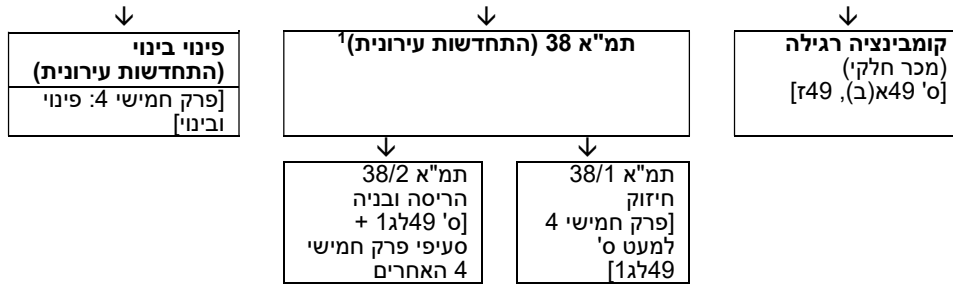 קומבינציה רגילה
(מכר חלקי)
[ס' 49א(ב), 49ז]
תמ"א 38 (התחדשות עירונית)1
פינוי בינוי
(התחדשות עירונית)
[פרק חמישי 4: פינוי
ובינוי]
תמ"א 38/1
חיזוק
[פרק חמישי 4
למעט ס'
49לג1]
תמ"א 38/2
הריסה ובניה
[ס' 49לג1 +
סעיפי פרק חמישי
4 האחרים